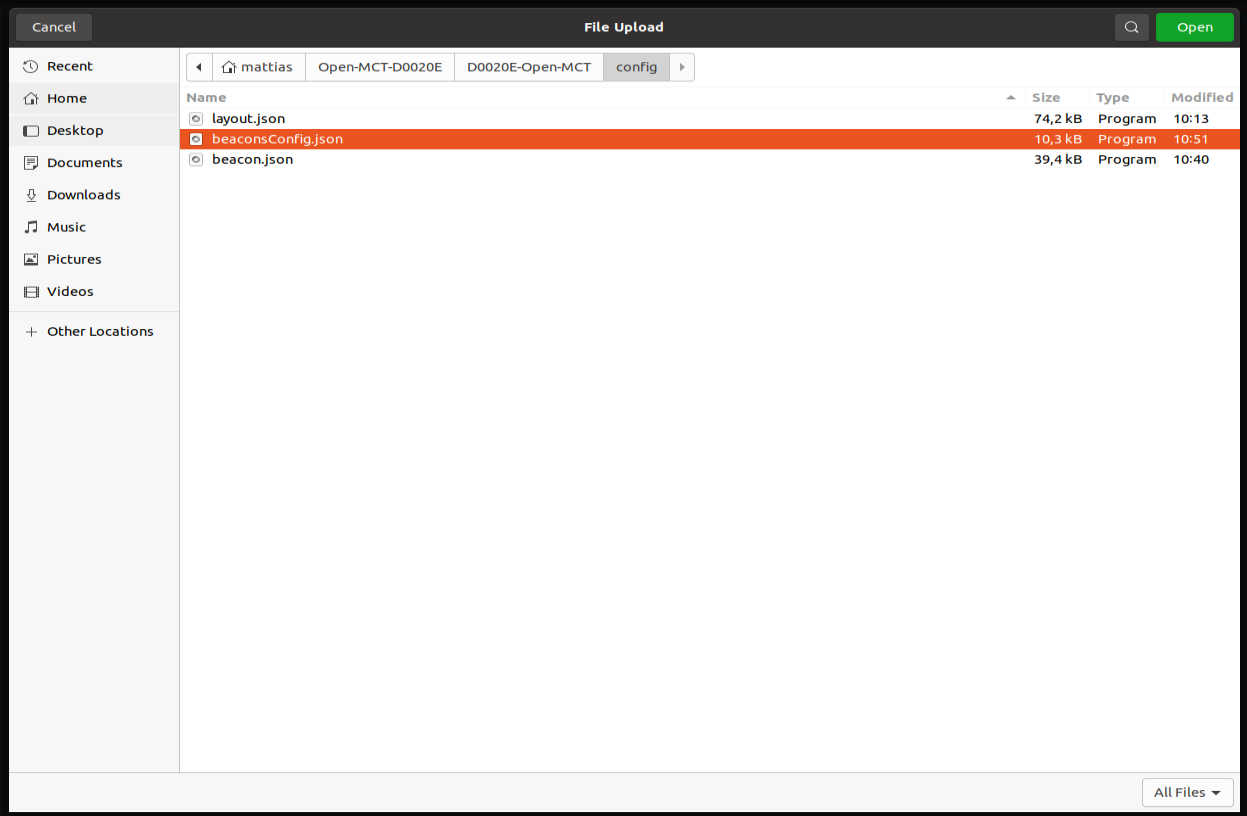 Cancel File Upload Open
Recent
Home
Desktop
Documents
Downloads
Music
Pictures
Videos
Other Locations
mattias Open-MCT-D0020E D0020E-Open-MCT config
Name Size Type Modified
layout.json 74,2 kB Program 10:13
beaconsConfig.json 10,3 kB Program 10:51
beacon.json 39,4 kB Program 10:40
All Files